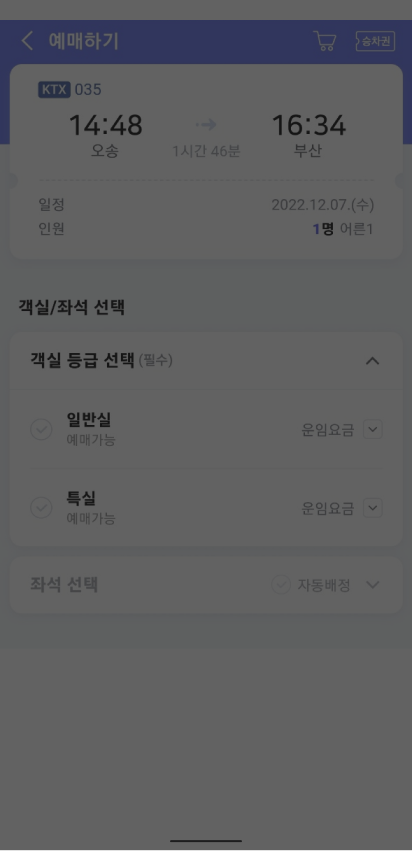 예매하기
승차권
KTX 035
14:48 16:34
오송 1시간 46분 부산
일정 2022.12.07.(수)
인원 1명 어른1
객실/좌석 선택
객실 등급 선택 (필수)
일반실
예매가능
운임요금
특실
예매가능
운임요금
좌석 선택 자동배정